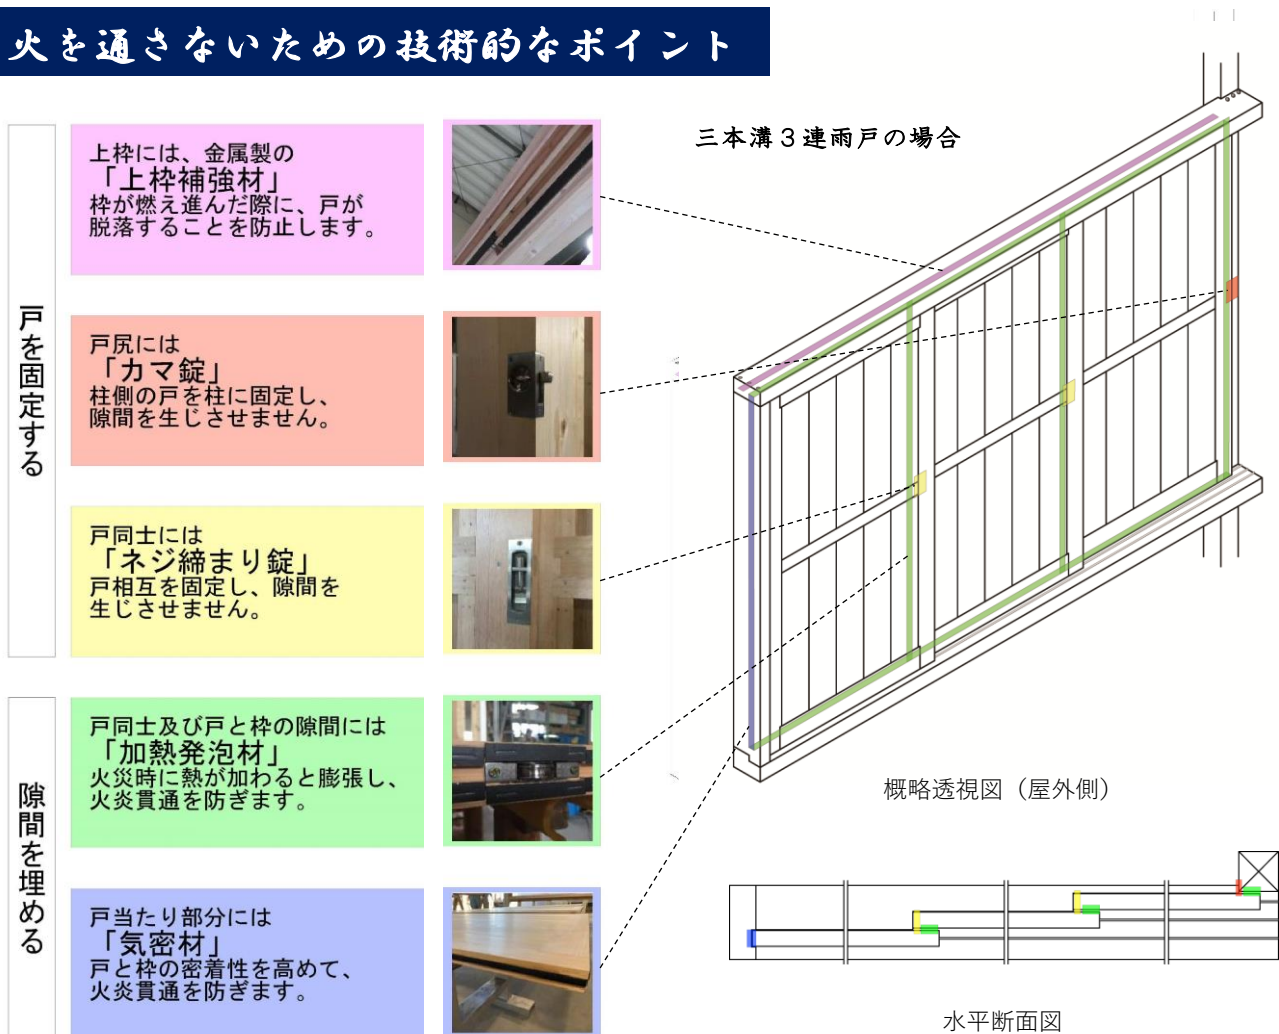 火を通さないための技術的なポイント
三本溝３連雨戸の場合
戸を固定する
上枠には、金属製の
「上枠補強材」
枠が燃え進んだ際に、戸が
脱落することを防止します。
戸尻には
「カマ錠」
柱側の戸を柱に固定し、
隙間を生じさせません。
戸同士には
「ネジ締まり錠」
戸相互を固定し、隙間を
生じさせません。
隙間を埋める
戸同士及び戸と枠の隙間には
「加熱発泡材」
火災時に熱が加わると膨張し、
火炎貫通を防ぎます。
戸当たり部分には
「気密材」
戸と枠の密着性を高めて、
火炎貫通を防ぎます。
概略透視図（屋外側）
水平断面図